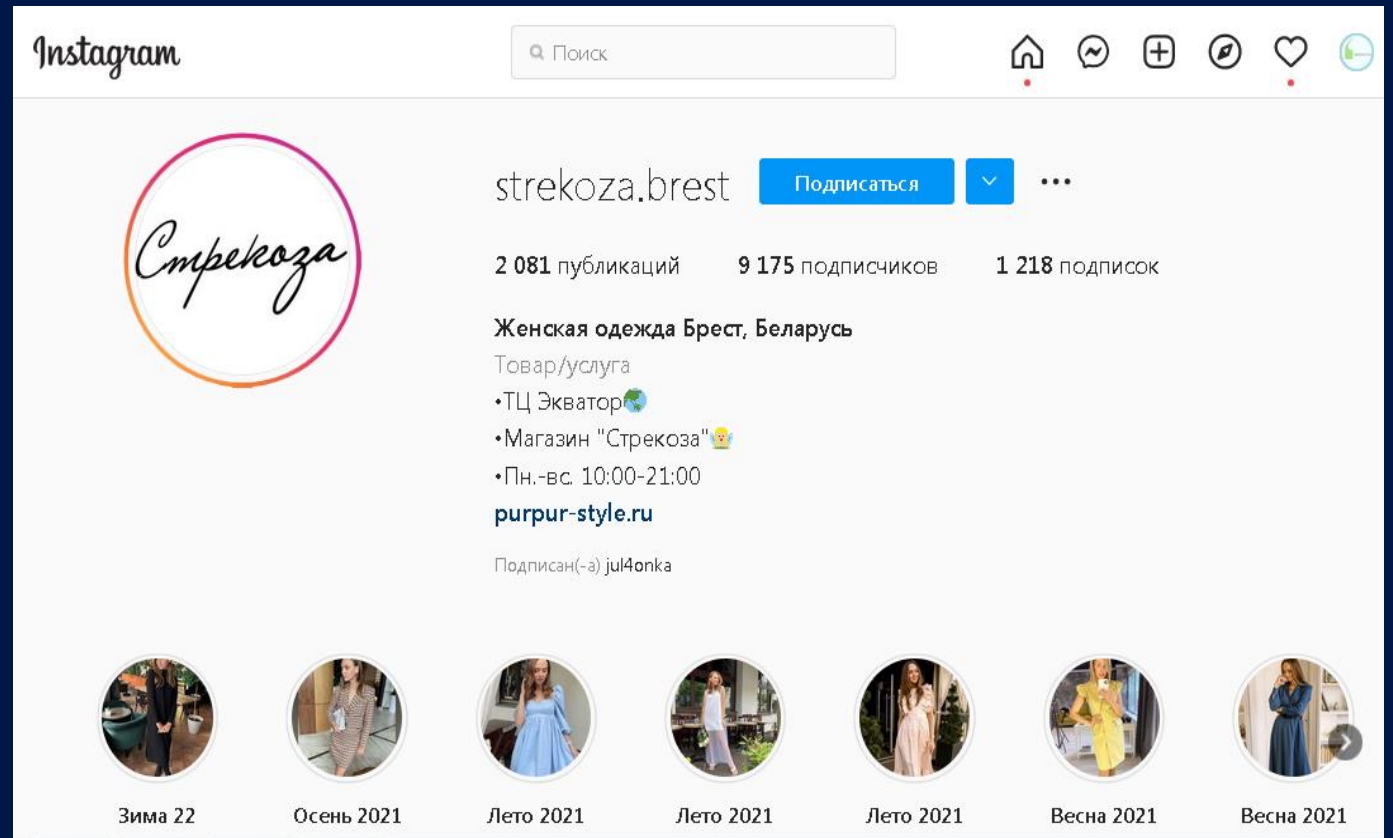 Instagram
Поиск
Стрекоза
strekoza.brest Подписаться
2 081 публикаций 9 175 подписчиков 1 218 подписок
Женская одежда Брест, Беларусь
Товар/услуга
•ТЦ Экватор🌏
•Магазин "Стрекоза"🧚
•Пн.-вс. 10:00-21:00
purpur-style.ru
Подписан(-а) jul4onka
Зима 22 Осень 2021 Лето 2021 Лето 2021 Лето 2021 Весна 2021 Весна 2021